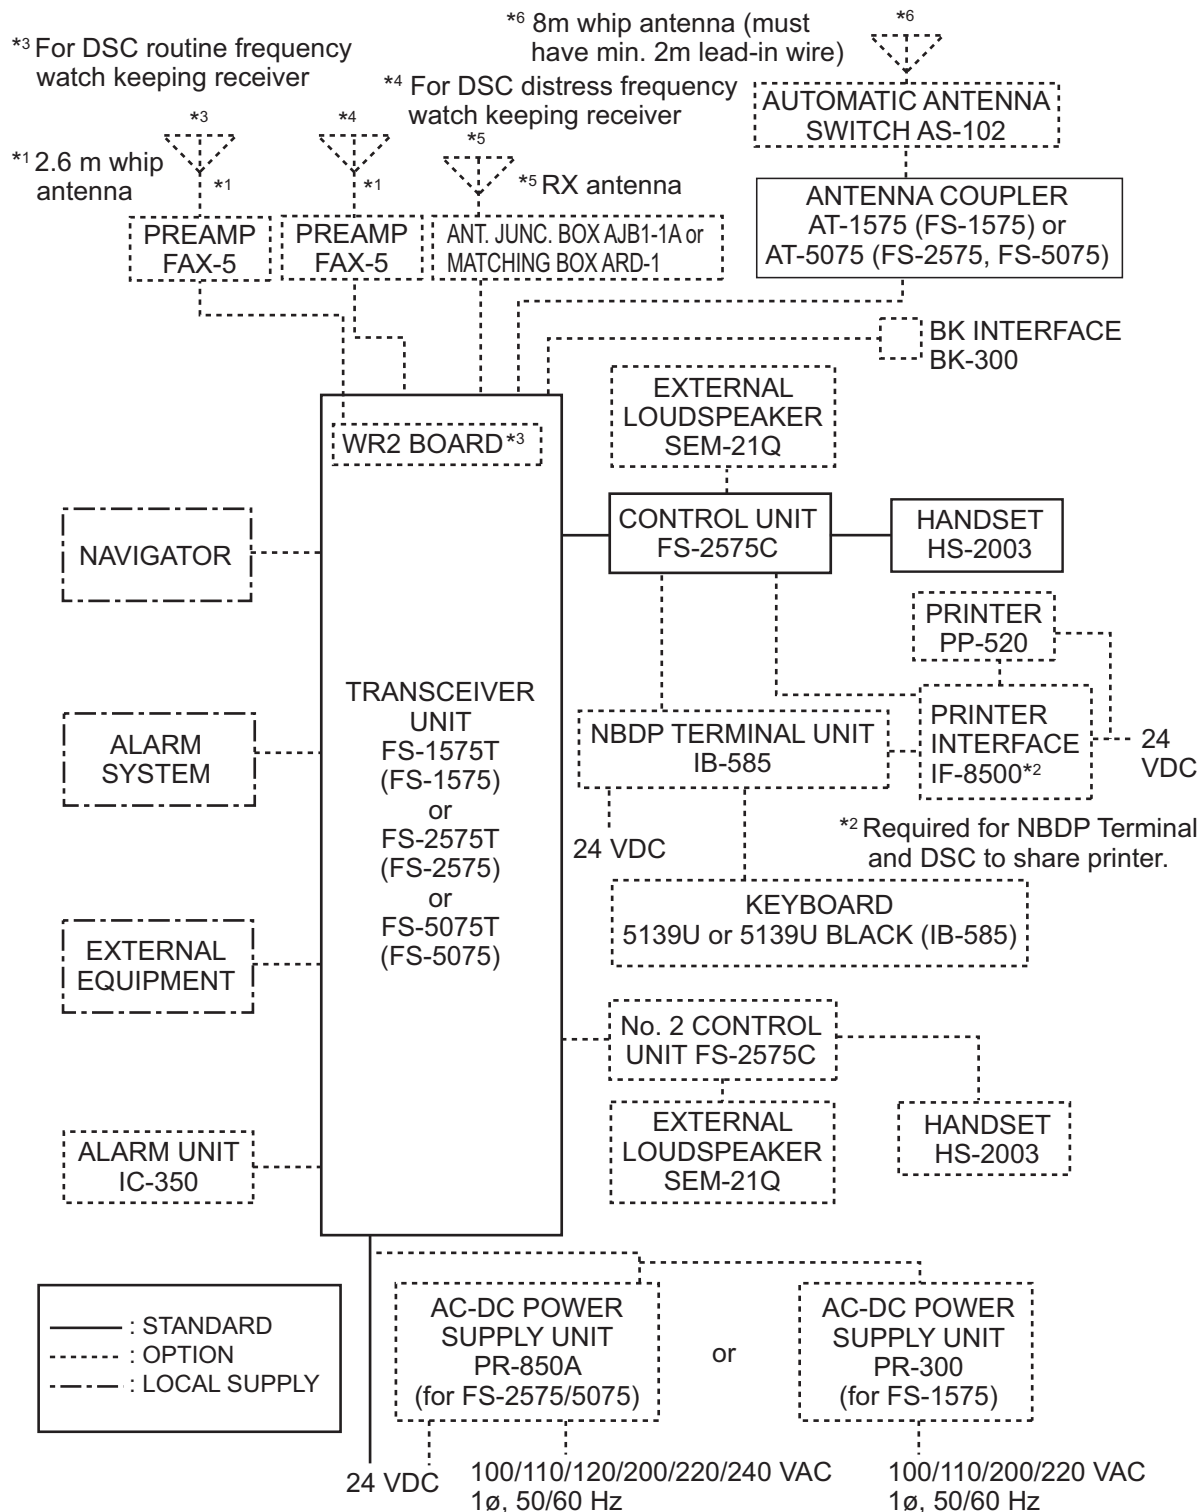 *6 8m whip antenna (must
have min. 2m lead-in wire)
*6
*3 For DSC routine frequency
watch keeping receiver
*4 For DSC distress frequency
watch keeping receiver
AUTOMATIC ANTENNA
SWITCH AS-102
*3
*4
*5
*1 2.6 m whip
antenna
*1
*1
*5 RX antenna
PREAMP
FAX-5
PREAMP
FAX-5
ANT. JUNC. BOX AJB1-1A or
MATCHING BOX ARD-1
ANTENNA COUPLER
AT-1575 (FS-1575) or
AT-5075 (FS-2575, FS-5075)
BK INTERFACE
BK-300
EXTERNAL
LOUDSPEAKER
SEM-21Q
WR2 BOARD*3
CONTROL UNIT
FS-2575C
HANDSET
HS-2003
NAVIGATOR
PRINTER
PP-520
TRANSCEIVER
UNIT
FS-1575T
(FS-1575)
or
FS-2575T
(FS-2575)
or
FS-5075T
(FS-5075)
ALARM
SYSTEM
NBDP TERMINAL UNIT
IB-585
PRINTER
INTERFACE
IF-8500*2
24
VDC
24 VDC
*2 Required for NBDP Terminal
and DSC to share printer.
KEYBOARD
5139U or 5139U BLACK (IB-585)
EXTERNAL
EQUIPMENT
No. 2 CONTROL
UNIT FS-2575C
ALARM UNIT
IC-350
EXTERNAL
LOUDSPEAKER
SEM-21Q
HANDSET
HS-2003
: STANDARD
: OPTION
: LOCAL SUPPLY
AC-DC POWER
SUPPLY UNIT
PR-850A
(for FS-2575/5075)
or
AC-DC POWER
SUPPLY UNIT
PR-300
(for FS-1575)
24 VDC
100/110/120/200/220/240 VAC
1ø, 50/60 Hz
100/110/200/220 VAC
1ø, 50/60 Hz